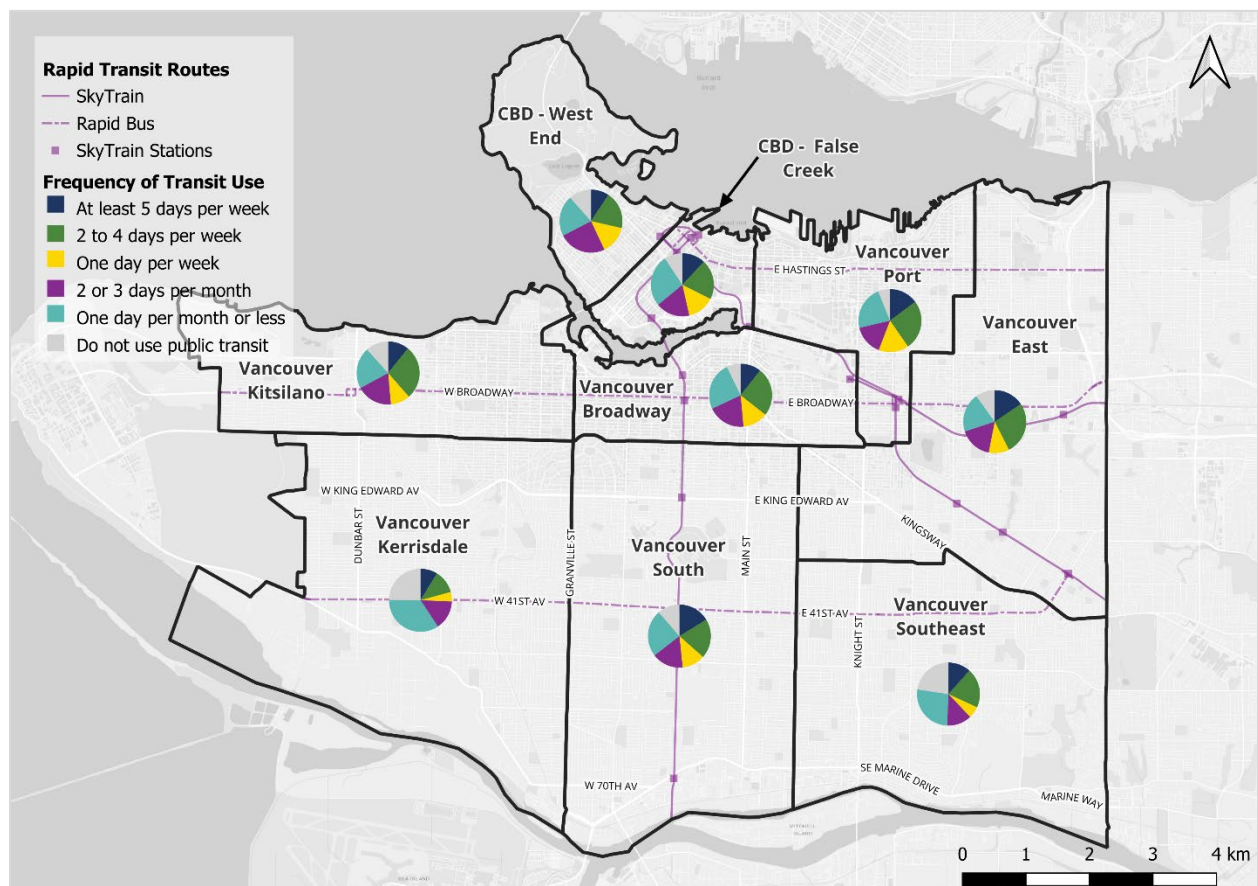 Rapid Transit Routes
SkyTrain
Rapid Bus
SkyTrain Stations
Frequency of Transit Use
At least 5 days per week
2 to 4 days per week
One day per week
2 or 3 days per month
One day per month or less
Do not use public transit
CBD - West
End
CBD - False
Creek
Vancouver
Port
E HASTINGS ST
Vancouver
East
Vancouver
Kitsilano
W BROADWAY
Vancouver
Broadway
E BROADWAY
W KING EDWARD AV
E KING EDWARD AV
DUNBAR ST
Vancouver
Kerrisdale
GRANVILLE ST
Vancouver
South
MAIN ST
KINGSWAY
W 41ST AV
E 41ST AV
Vancouver
Southeast
KNIGHT ST
W 70TH AV
SE MARINE DRIVE
MARINE WAY
0 1 2 3 4 km